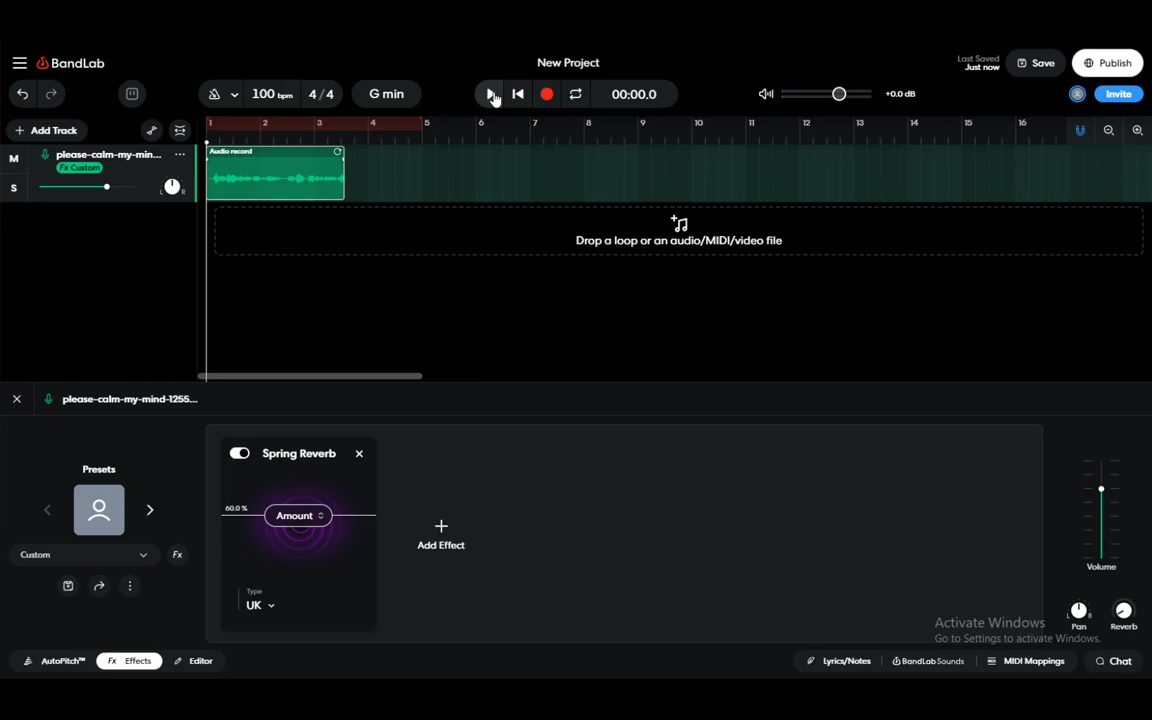 BandLab
New Project
Last Saved
Just now
Save
Publish
100 bpm
4/4
G min
00:00.0
+0.0 dB
Invite
+ Add Track
1 2 3 4 5 6 7 8 9 10 11 12 13 14 15 16
M
please-calm-my-min...
Fx Custom
S
L R
Audio record
Drop a loop or an audio/MIDI/video file
please-calm-my-mind-1255...
Presets
Custom
Fx
Spring Reverb
60.0 %
Amount
Type
UK
Add Effect
Volume
L R
Pan
Reverb
Activate Windows
Go to Settings to activate Windows.
AutoPitch™
Fx Effects
Editor
Lyrics/Notes
BandLab Sounds
MIDI Mappings
Chat